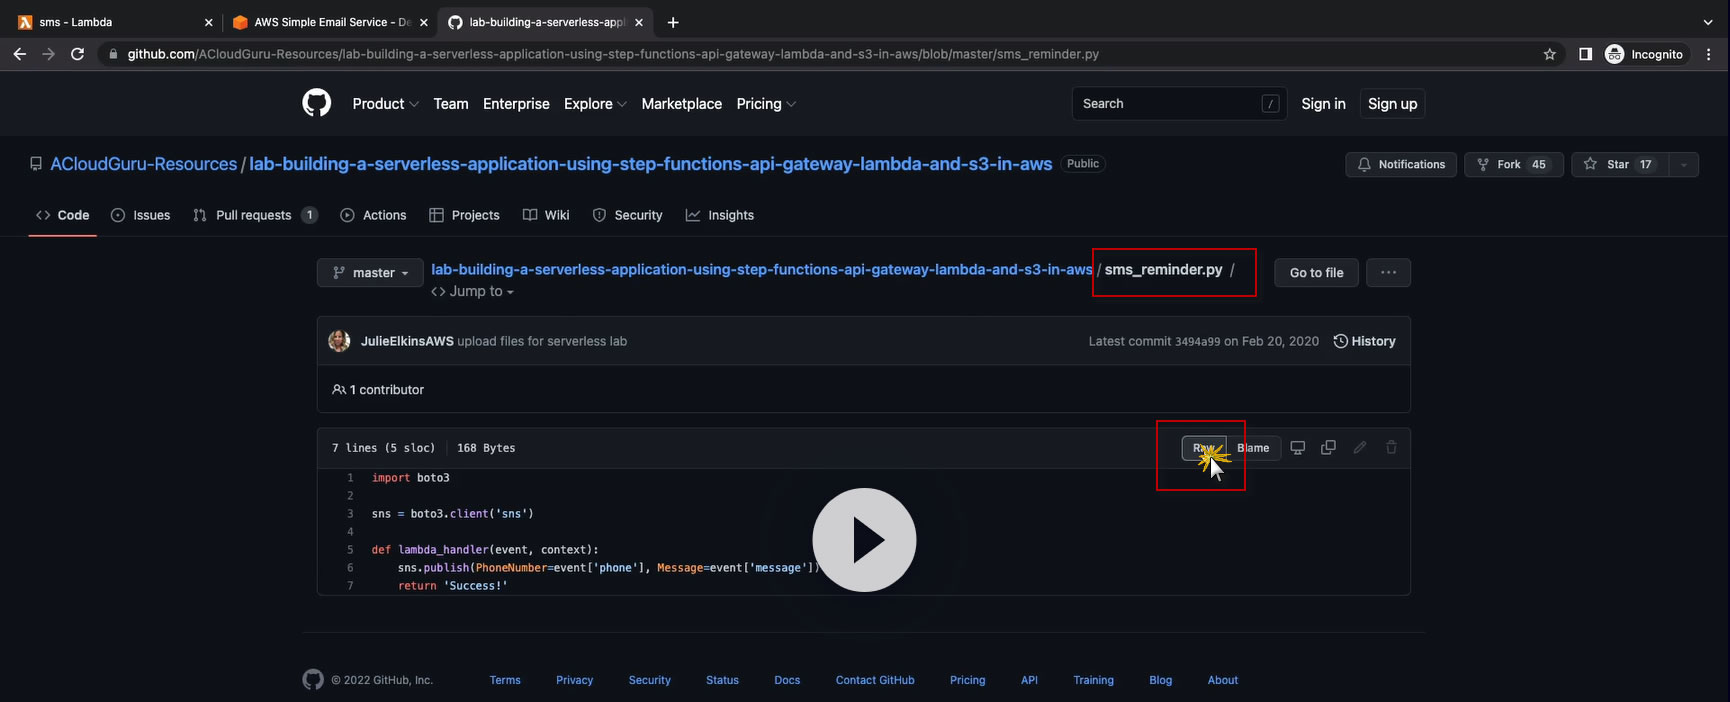 sms - Lambda
AWS Simple Email Service - De
lab-building-a-serverless-appl
github.com/ACloudGuru-Resources/lab-building-a-serverless-application-using-step-functions-api-gateway-lambda-and-s3-in-aws/blob/master/sms_reminder.py
Incognito
Product Team Enterprise Explore Marketplace Pricing
Search /
Sign in Sign up
ACloudGuru-Resources / lab-building-a-serverless-application-using-step-functions-api-gateway-lambda-and-s3-in-aws Public
Notifications Fork 45 Star 17
<> Code Issues Pull requests 1 Actions Projects Wiki Security Insights
master lab-building-a-serverless-application-using-step-functions-api-gateway-lambda-and-s3-in-aws / sms_reminder.py / Go to file ...
<> Jump to
JulieElkinsAWS upload files for serverless lab Latest commit 3494a99 on Feb 20, 2020 History
1 contributor
7 lines (5 sloc) 168 Bytes Raw Blame
1 import boto3
2
3 sns = boto3.client('sns')
4
5 def lambda_handler(event, context):
6 sns.publish(PhoneNumber=event['phone'], Message=event['message'])
7 return 'Success!'
© 2022 GitHub, Inc. Terms Privacy Security Status Docs Contact GitHub Pricing API Training Blog About